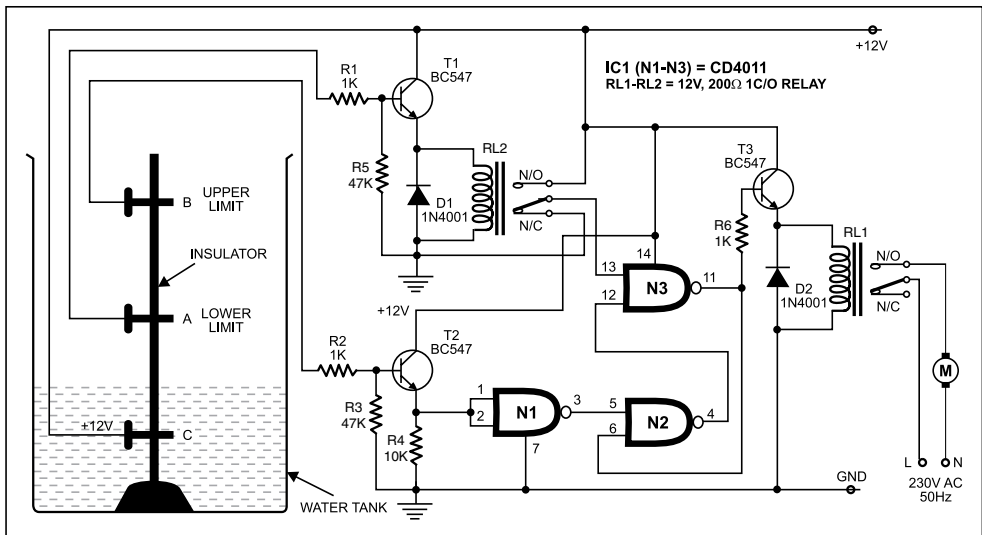 +12V
IC1 (N1-N3) = CD4011
RL1-RL2 = 12V, 200Ω 1C/O RELAY
T1
BC547
R1
1K
R5
47K
D1
1N4001
RL2
N/O
N/C
T3
BC547
R6
1K
RL1
N/O
N/C
D2
1N4001
B
UPPER
LIMIT
INSULATOR
A
LOWER
LIMIT
+12V
C
WATER TANK
+12V
T2
BC547
R2
1K
R3
47K
R4
10K
14
13
12
N3
11
1
2
N1
3
7
5
6
N2
4
M
L
N
230V AC
50Hz
GND